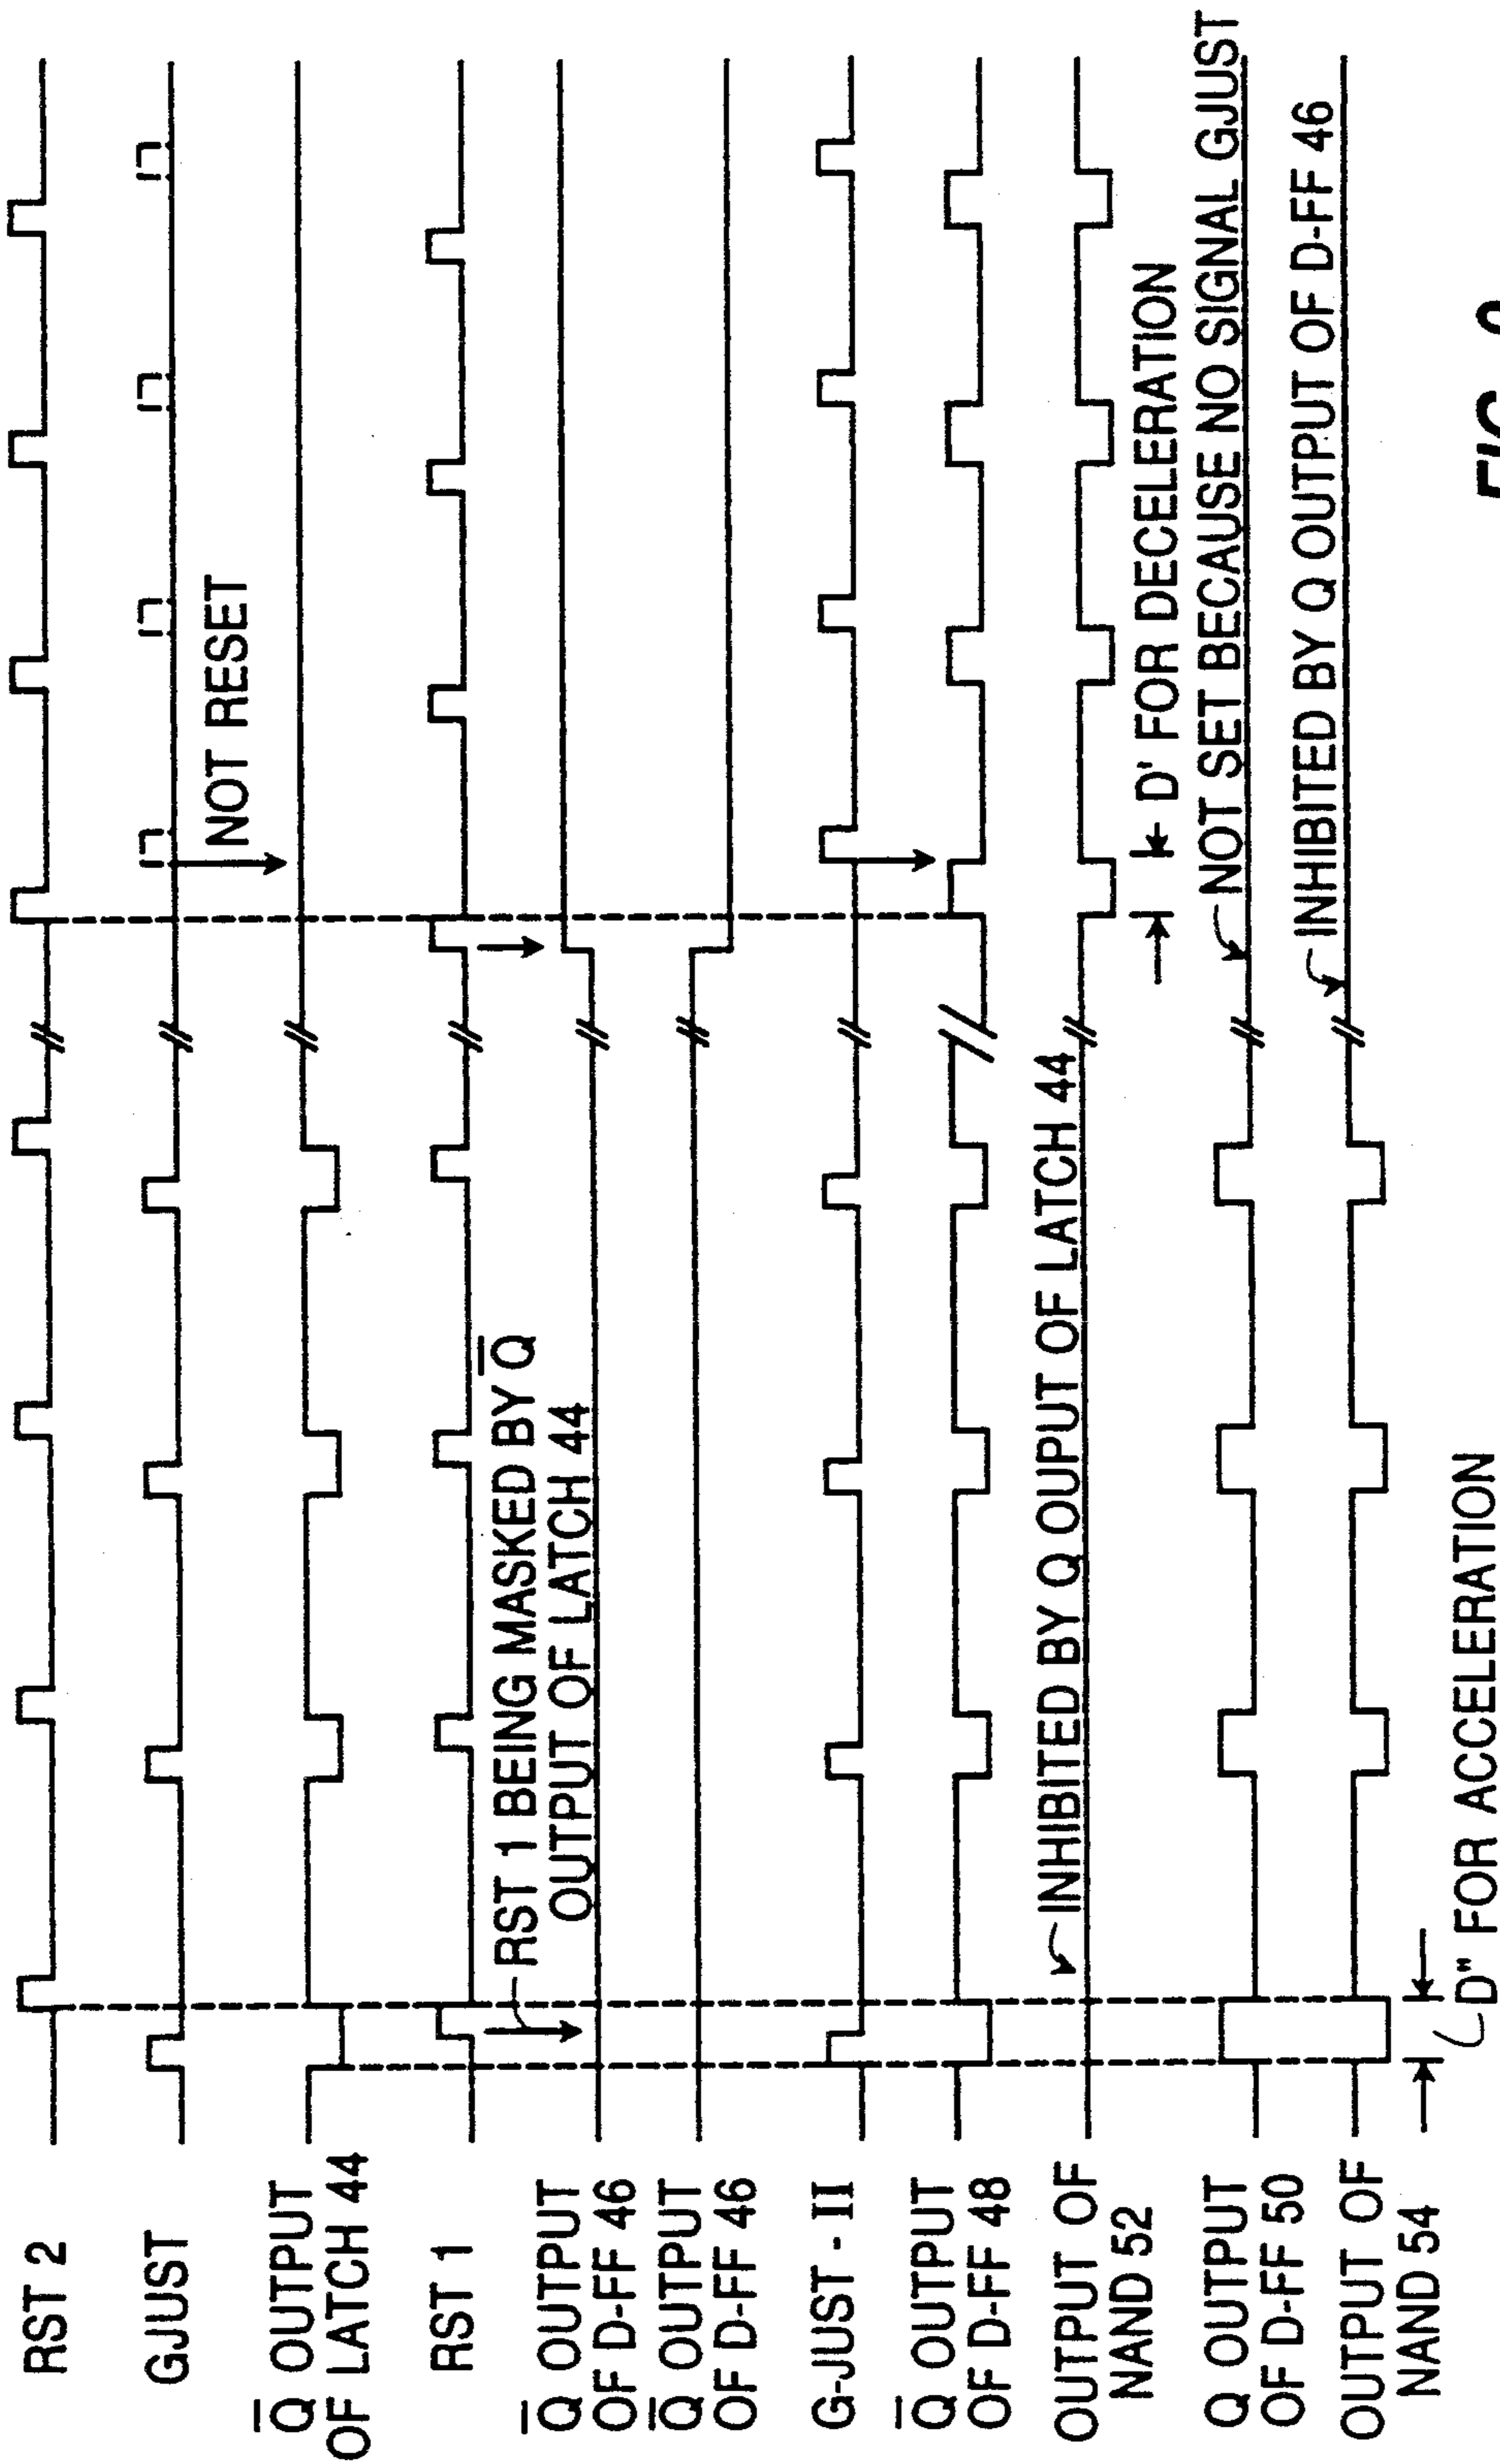 RST 2
GJUST
NOT RESET
Q̅ OUTPUT
OF LATCH 44
RST 1
RST 1 BEING MASKED BY Q̅
OUTPUT OF LATCH 44
Q̅ OUTPUT
OF D-FF 46
Q̅ OUTPUT
OF D-FF 46
G-JUST - II
Q̅ OUTPUT
OF D-FF 48
INHIBITED BY Q OUPUT OF LATCH 44
OUTPUT OF
NAND 52
D' FOR DECELERATION
NOT SET BECAUSE NO SIGNAL GJUST
Q OUTPUT
OF D-FF 50
INHIBITED BY Q OUTPUT OF D-FF 46
OUTPUT OF
NAND 54
D" FOR ACCELERATION
FIG.